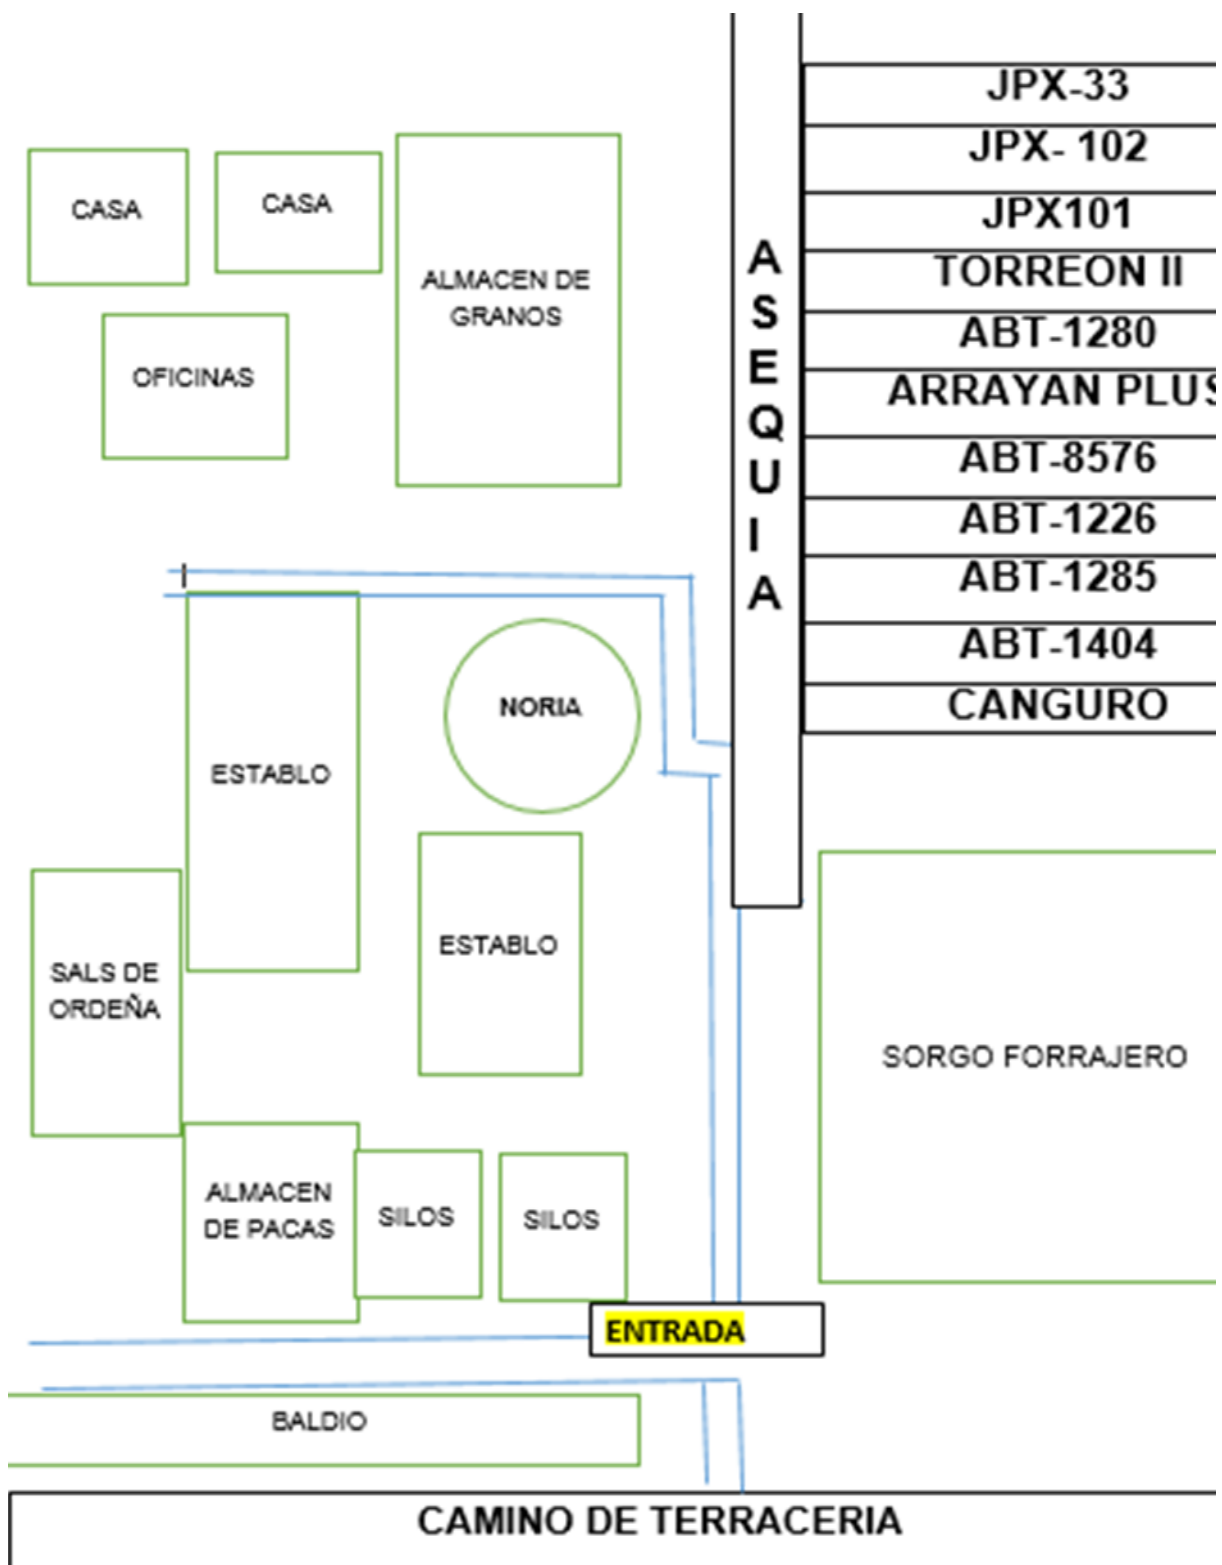 JPX-33
JPX- 102
JPX101
TORREON II
ABT-1280
ARRAYAN PLUS
ABT-8576
ABT-1226
ABT-1285
ABT-1404
CANGURO
A
S
E
Q
U
I
A
CASA
CASA
ALMACEN DE
GRANOS
OFICINAS
NORIA
ESTABLO
ESTABLO
SALS DE
ORDEÑA
SORGO FORRAJERO
ALMACEN
DE PACAS
SILOS
SILOS
ENTRADA
BALDIO
CAMINO DE TERRACERIA